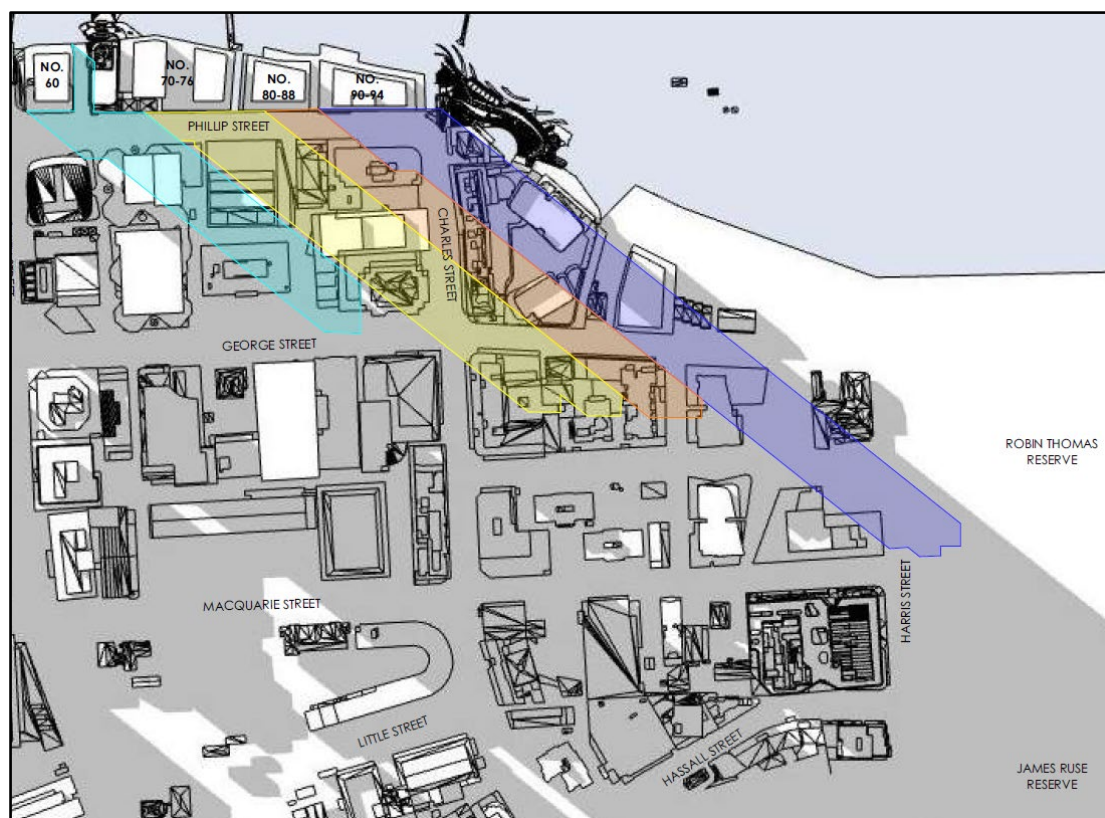 NO.
60
NO.
70-76
NO.
80-88
NO.
90-94
PHILLIP STREET
CHARLES STREET
GEORGE STREET
ROBIN THOMAS
RESERVE
HARRIS STREET
MACQUARIE STREET
LITTLE STREET
HASSALL STREET
JAMES RUSE
RESERVE